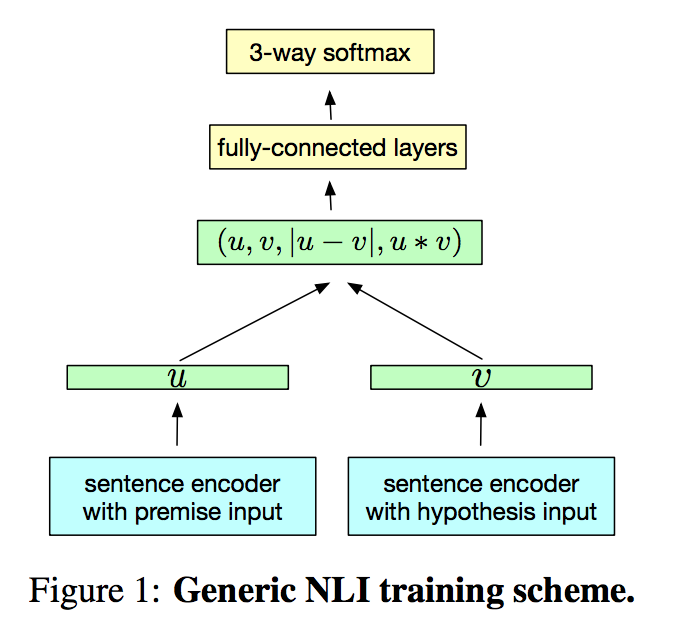 3-way softmax
fully-connected layers
(u, v, |u − v|, u ∗ v)
u
v
sentence encoder
with premise input
sentence encoder
with hypothesis input
Figure 1: Generic NLI training scheme.